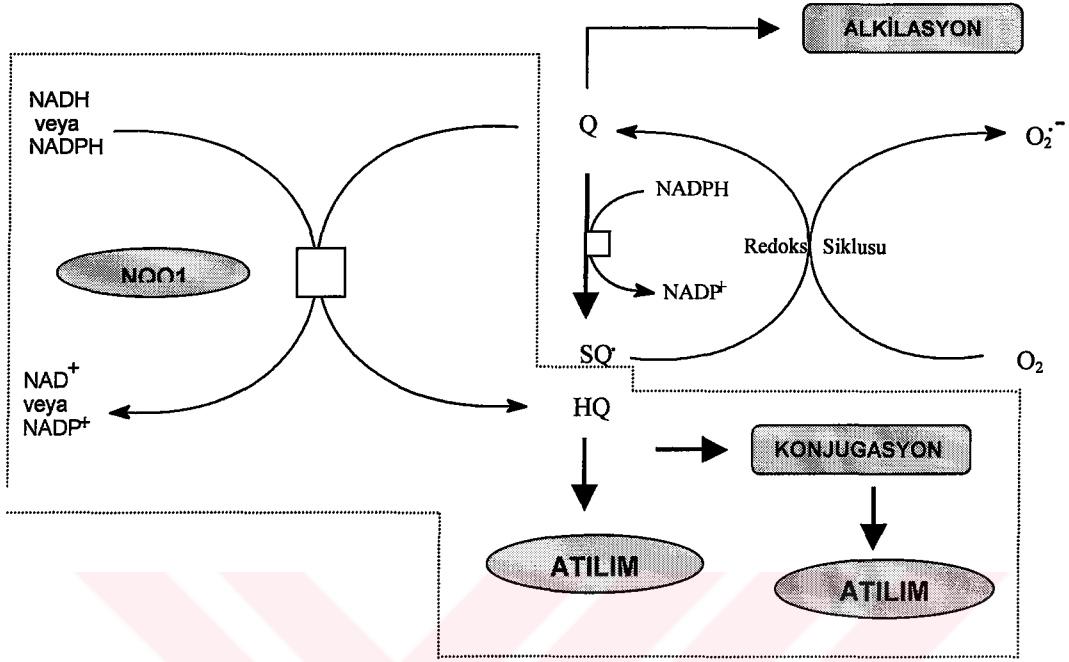 ALKİLASYON
NADH
veya
NADPH
Q
O₂·⁻
NADPH
NQO1
Redoks Siklusu
NADP⁺
SQ·
O₂
NAD⁺
veya
NADP⁺
HQ
KONJUGASYON
ATILIM
ATILIM